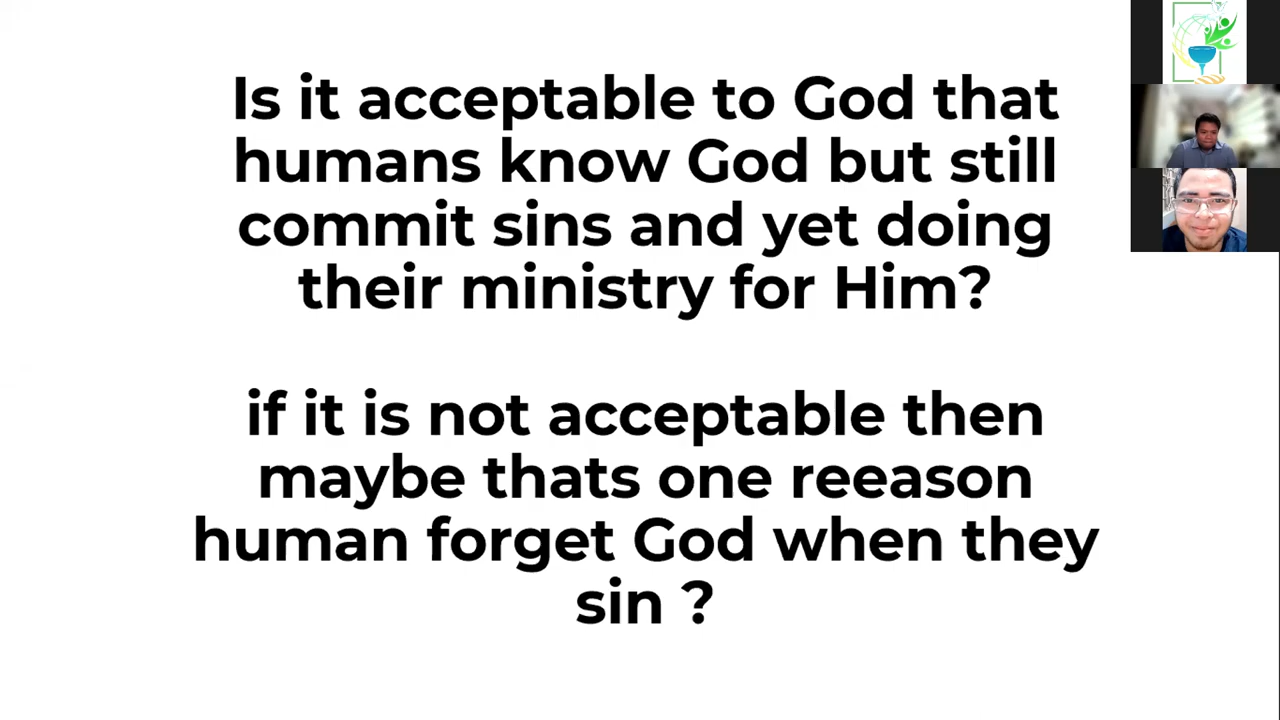 Is it acceptable to God that
humans know God but still
commit sins and yet doing
their ministry for Him?
if it is not acceptable then
maybe thats one reeason
human forget God when they
sin ?